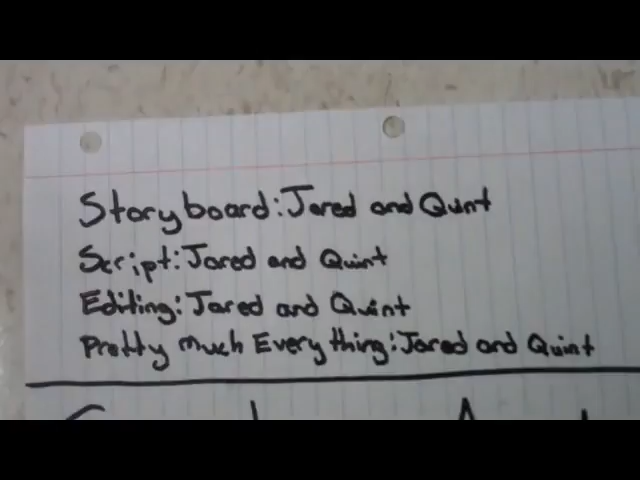 Storyboard: Jared and Quint
Script: Jared and Quint
Editing: Jared and Quint
Pretty much Everything: Jared and Quint